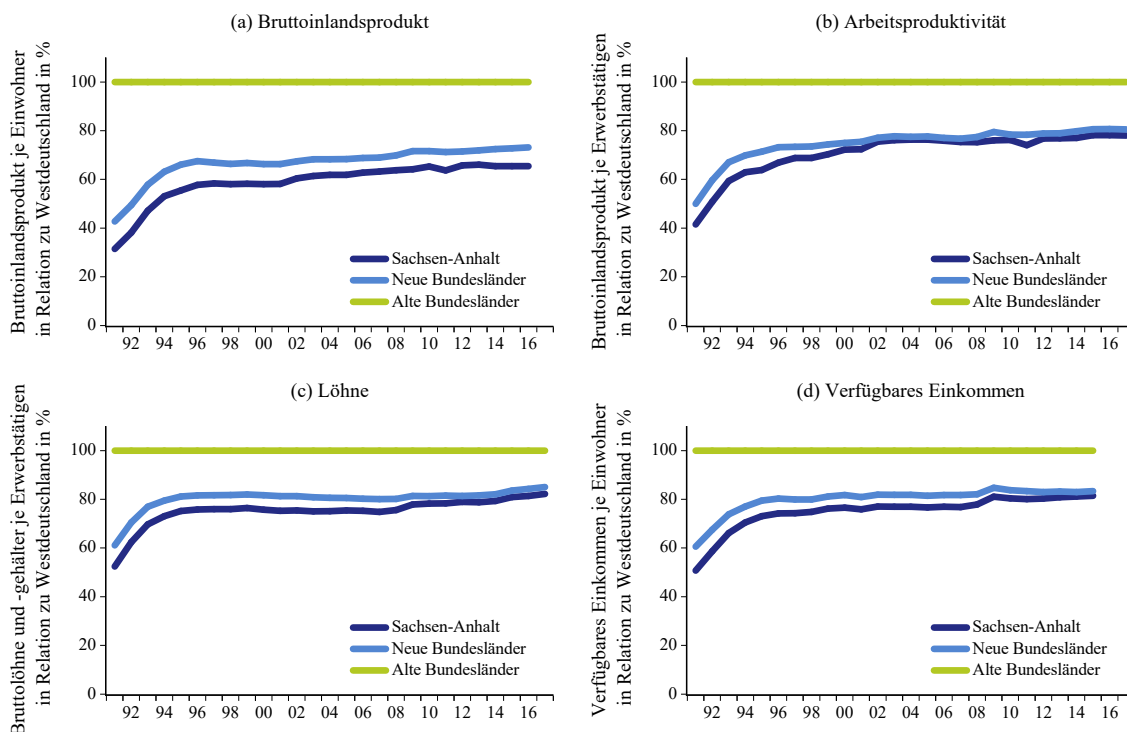 (a) Bruttoinlandsprodukt
Bruttoinlandsprodukt je Einwohner
in Relation zu Westdeutschland in %
100
80
60
40
20
0
Sachsen-Anhalt
Neue Bundesländer
Alte Bundesländer
92 94 96 98 00 02 04 06 08 10 12 14 16
(b) Arbeitsproduktivität
Bruttoinlandsprodukt je Erwerbstätigen
in Relation zu Westdeutschland in %
100
80
60
40
20
0
Sachsen-Anhalt
Neue Bundesländer
Alte Bundesländer
92 94 96 98 00 02 04 06 08 10 12 14 16
(c) Löhne
Bruttolöhne und -gehälter je Erwerbstätigen
in Relation zu Westdeutschland in %
100
80
60
40
20
0
Sachsen-Anhalt
Neue Bundesländer
Alte Bundesländer
92 94 96 98 00 02 04 06 08 10 12 14 16
(d) Verfügbares Einkommen
Verfügbares Einkommen je Einwohner
in Relation zu Westdeutschland in %
100
80
60
40
20
0
Sachsen-Anhalt
Neue Bundesländer
Alte Bundesländer
92 94 96 98 00 02 04 06 08 10 12 14 16